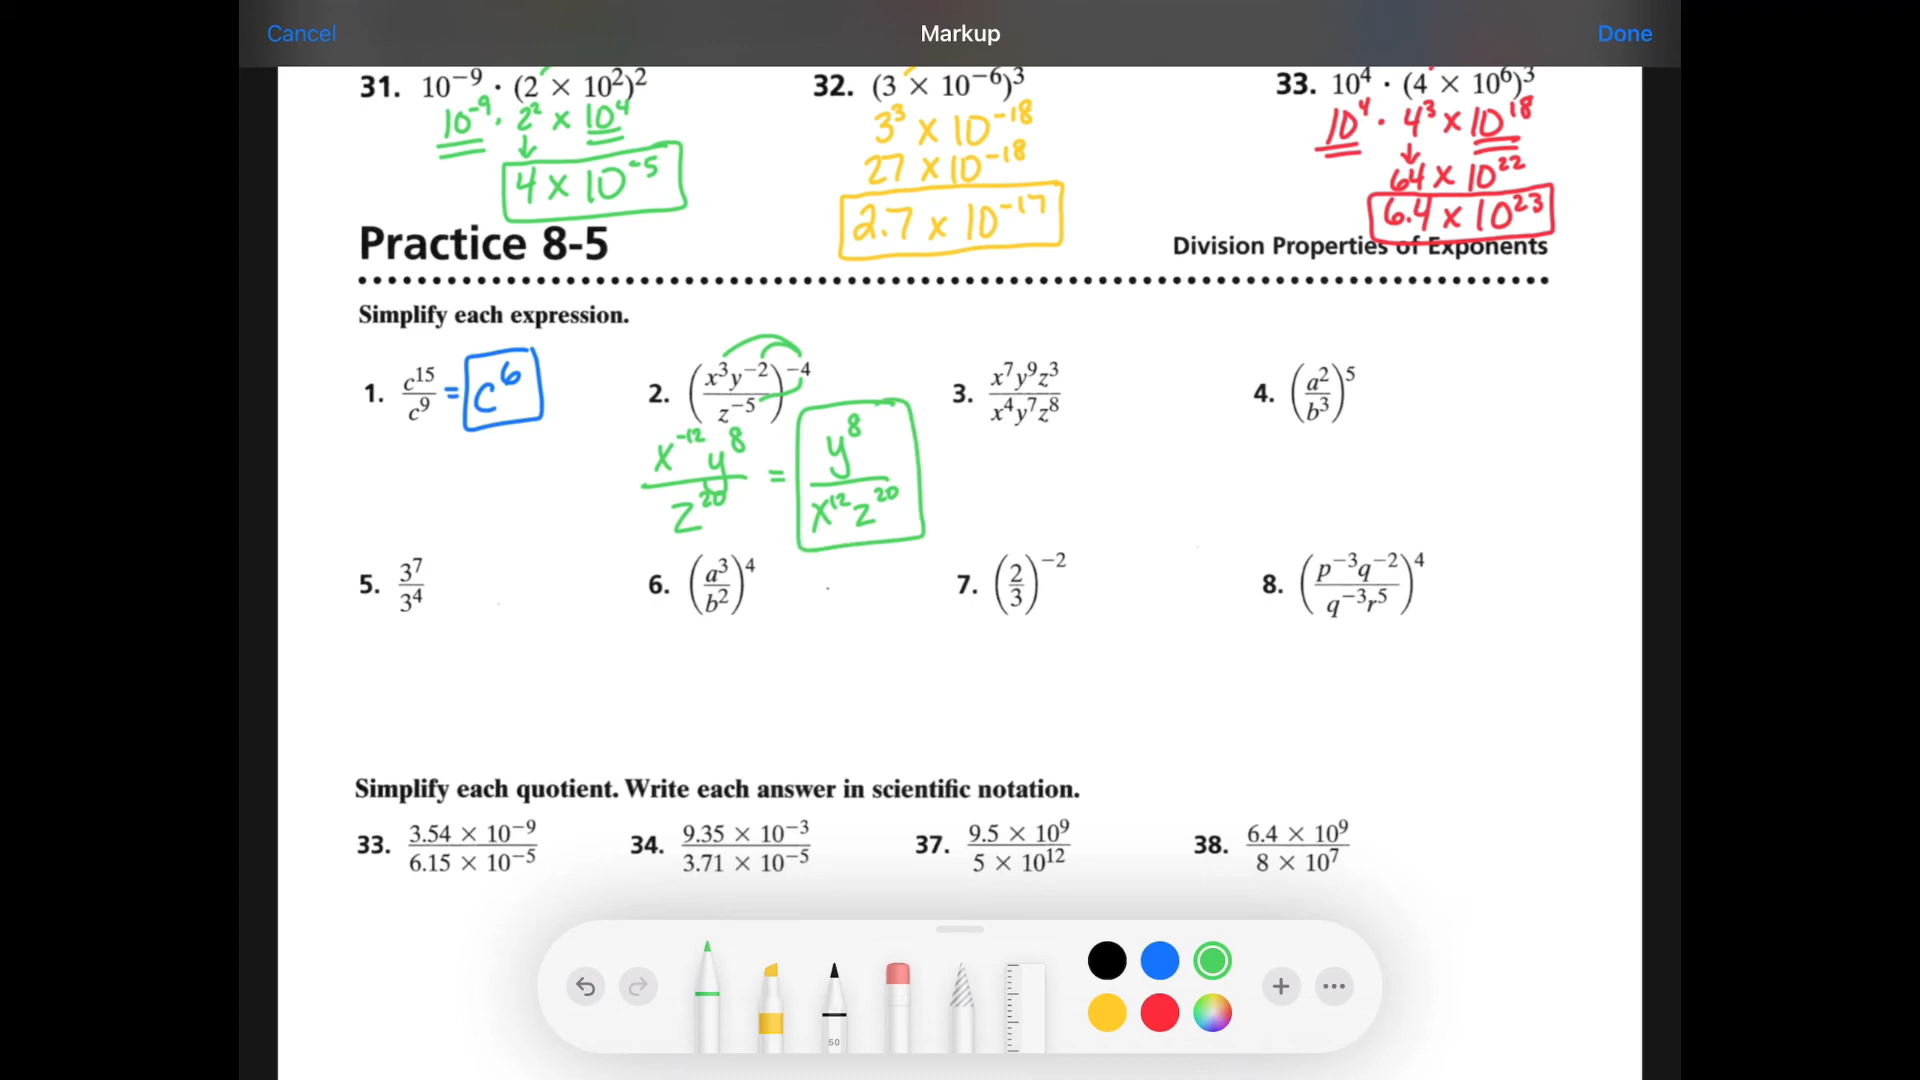 Cancel Markup Done
31. 10⁻⁹ · (2 × 10²)² 32. (3 × 10⁻⁶)³ 33. 10⁴ · (4 × 10⁶)³
10⁻⁹ · 2² × 10⁴ 3³ × 10⁻¹⁸ 10⁴ · 4³ × 10¹⁸
4 × 10⁻⁵ 27 × 10⁻¹⁸ 64 × 10²²
2.7 × 10⁻¹⁷ 6.4 × 10²³
Practice 8-5 Division Properties of Exponents
Simplify each expression.
1. c¹⁵/c⁹ = c⁶ 2. (x³y⁻²/z⁻⁵)⁻⁴ 3. x⁷y⁹z³/x⁴y⁷z⁸ 4. (a²/b³)⁵
x⁻¹²y⁸/z²⁰ = y⁸/x¹²z²⁰
5. 3⁷/3⁴ 6. (a³/b²)⁴ 7. (2/3)⁻² 8. (p⁻³q⁻²/q⁻³r⁵)⁴
Simplify each quotient. Write each answer in scientific notation.
33. 3.54 × 10⁻⁹/6.15 × 10⁻⁵ 34. 9.35 × 10⁻³/3.71 × 10⁻⁵ 37. 9.5 × 10⁹/5 × 10¹² 38. 6.4 × 10⁹/8 × 10⁷
50